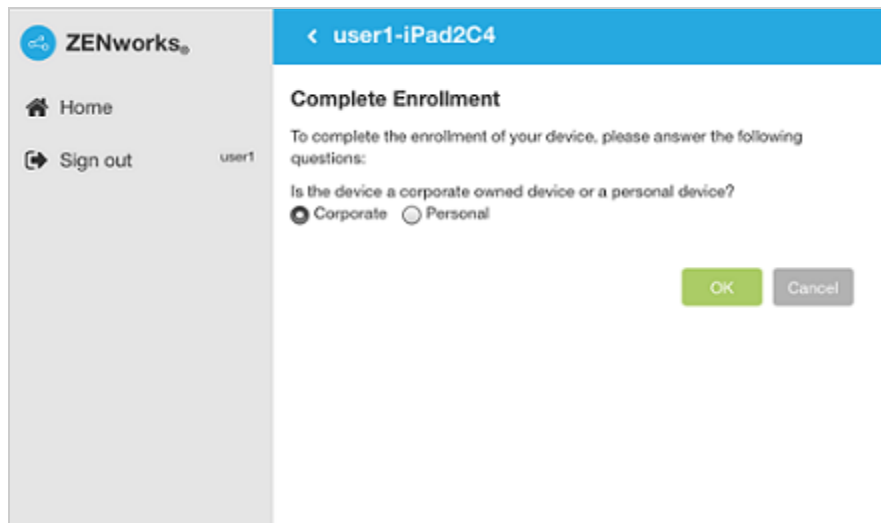 ZENworks®
Home
Sign out user1
user1-iPad2C4
Complete Enrollment
To complete the enrollment of your device, please answer the following
questions:
Is the device a corporate owned device or a personal device?
Corporate Personal
OK Cancel